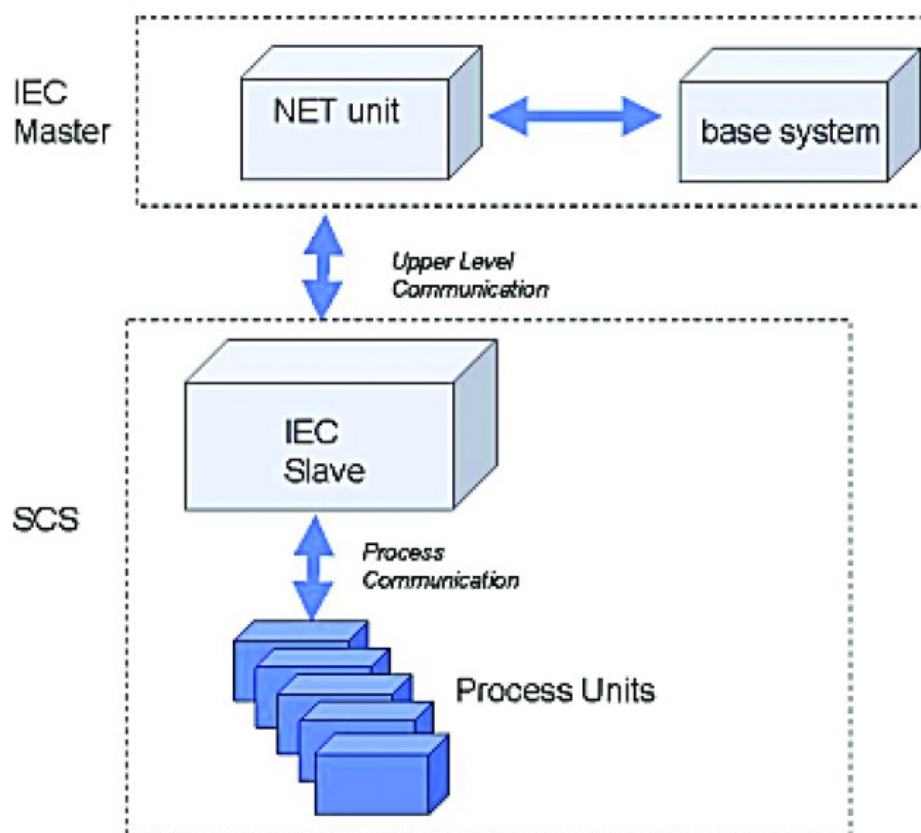 IEC
Master
NET unit
base system
Upper Level
Communication
IEC
Slave
SCS
Process
Communication
Process Units